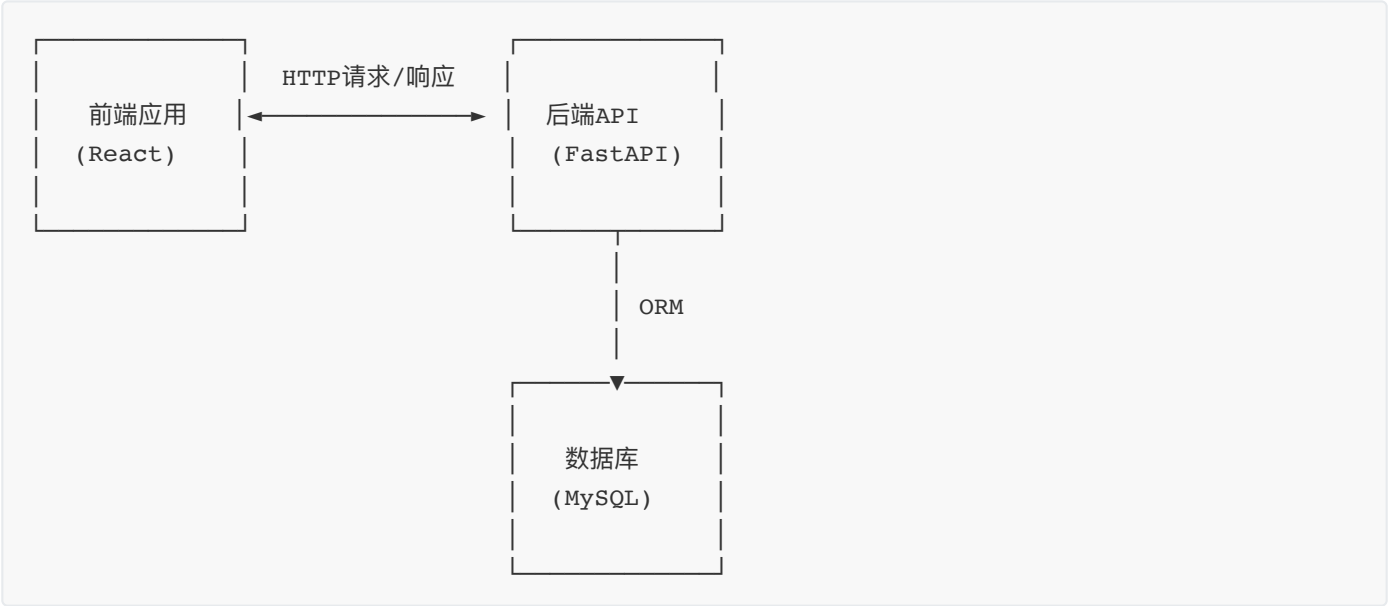 HTTP请求/响应
前端应用 后端API
(React) (FastAPI)
ORM
数据库
(MySQL)